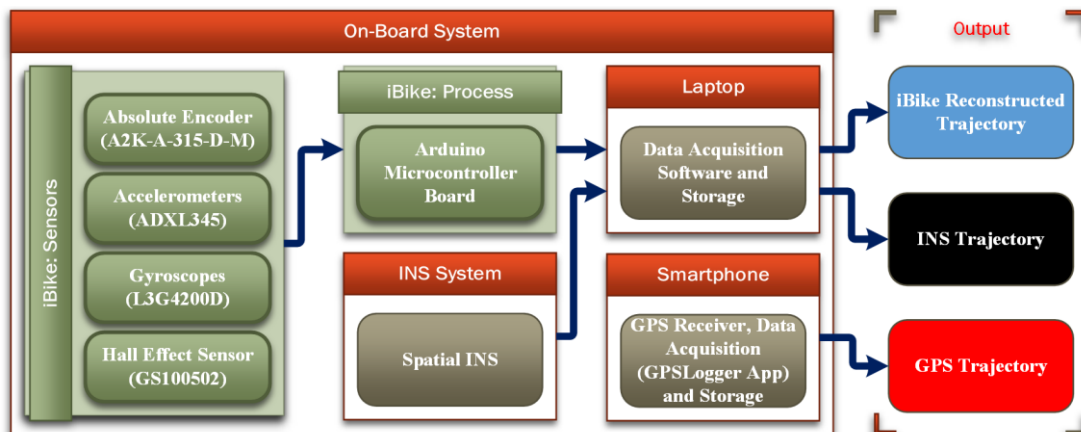 On-Board System
iBike: Sensors
Absolute Encoder
(A2K-A-315-D-M)
Accelerometers
(ADXL345)
Gyroscopes
(L3G4200D)
Hall Effect Sensor
(GS100502)
iBike: Process
Arduino
Microcontroller
Board
INS System
Spatial INS
Laptop
Data Acquisition
Software and
Storage
Smartphone
GPS Receiver, Data
Acquisition
(GPSLogger App)
and Storage
Output
iBike Reconstructed
Trajectory
INS Trajectory
GPS Trajectory